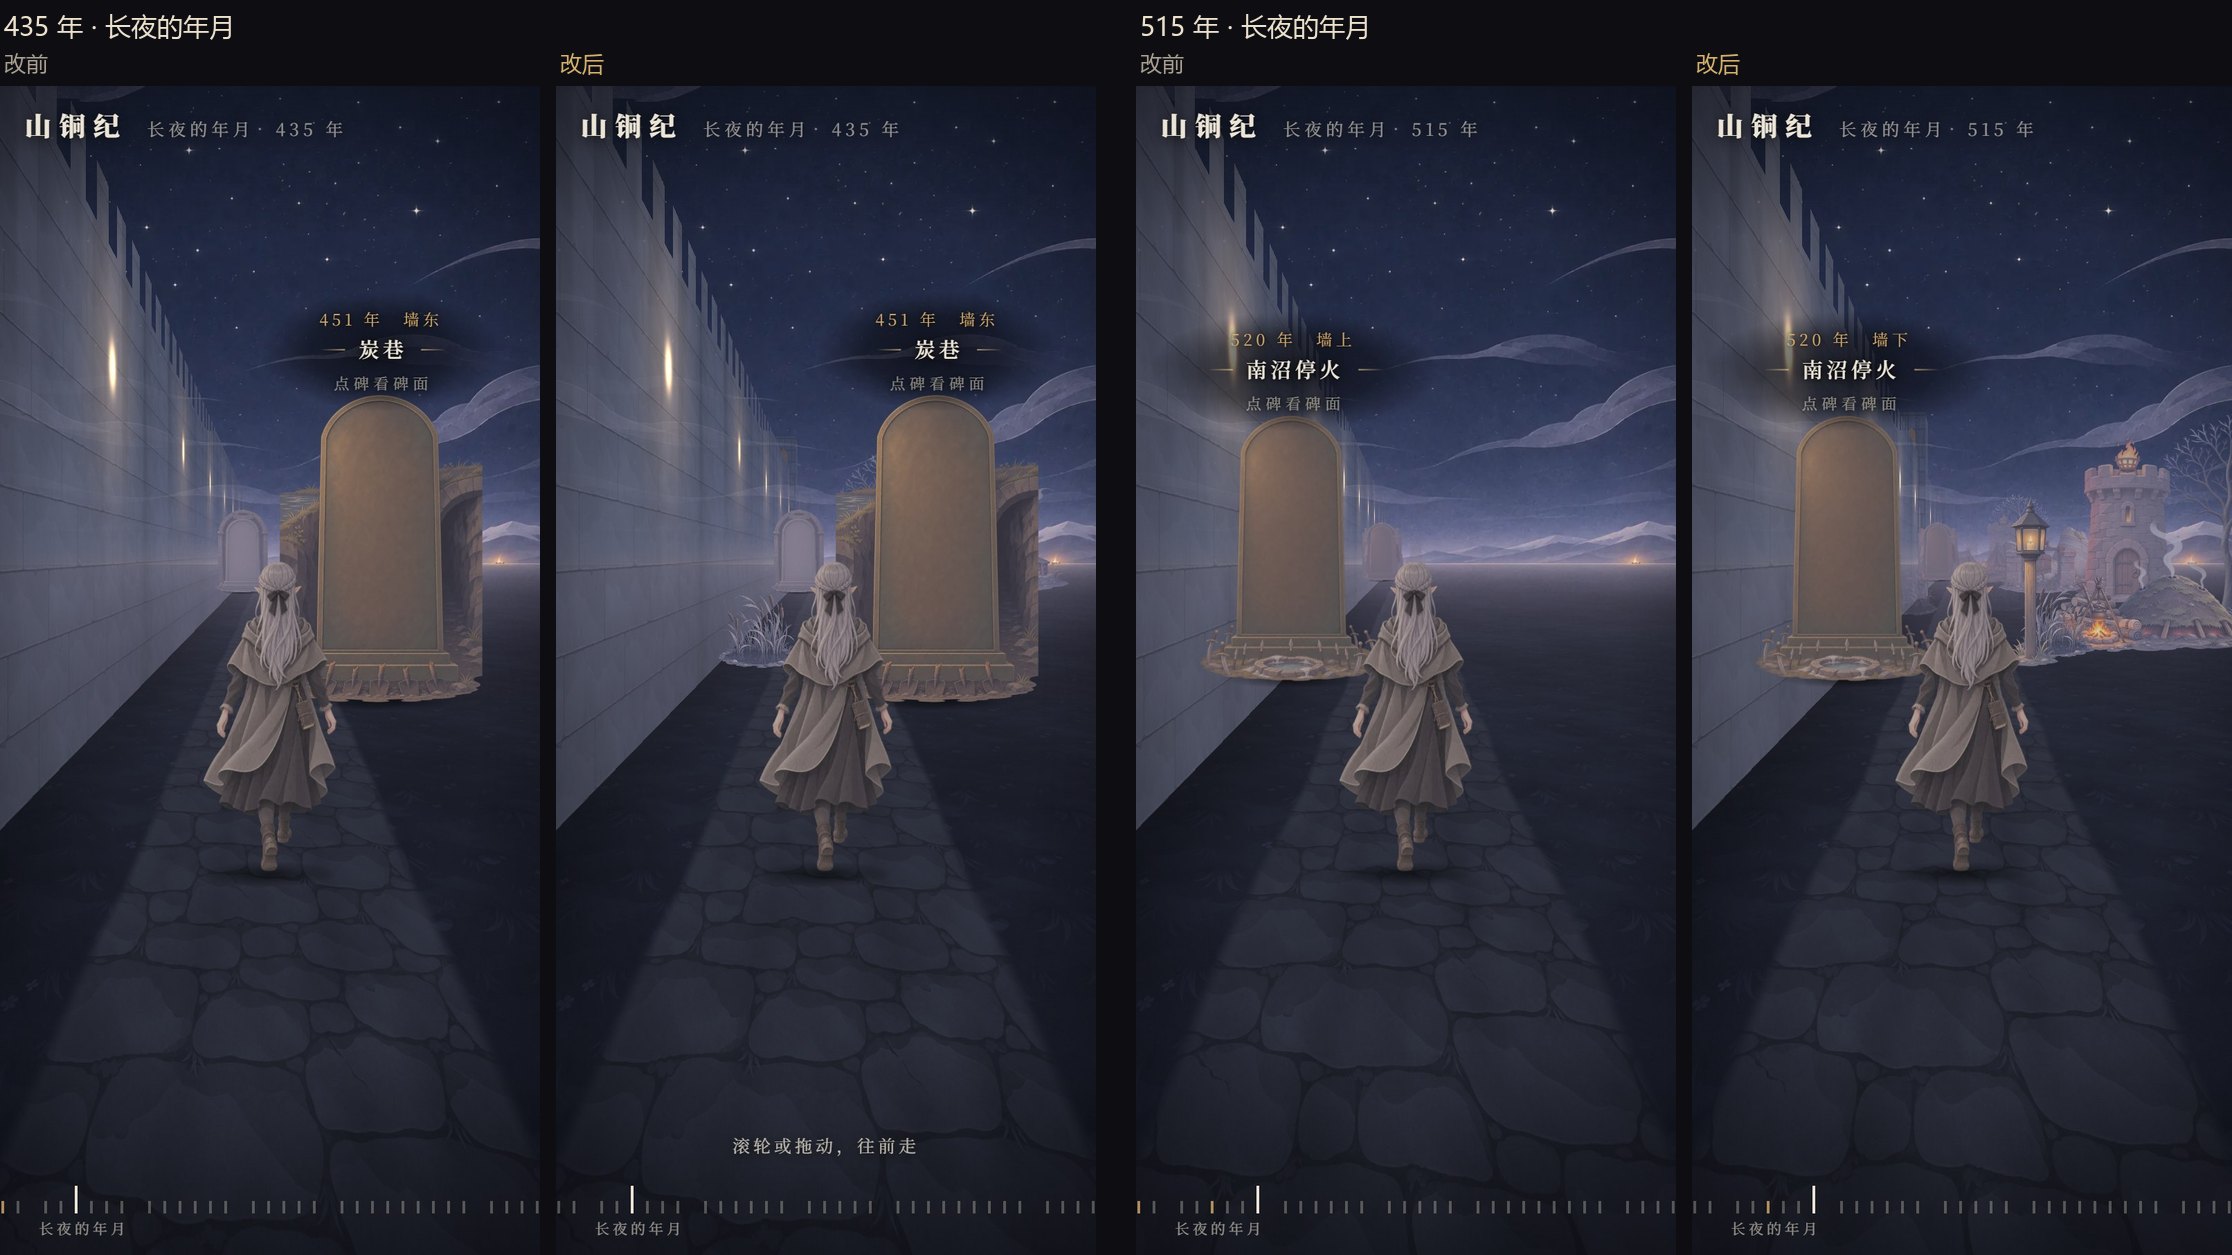 435 年 · 长夜的年月
改前
山铜纪 长夜的年月 · 435 年
451 年 墙东
炭巷
点碑看碑面
长夜的年月
改后
山铜纪 长夜的年月 · 435 年
451 年 墙东
炭巷
点碑看碑面
滚轮或拖动，往前走
长夜的年月
515 年 · 长夜的年月
改前
山铜纪 长夜的年月 · 515 年
520 年 墙上
南沼停火
点碑看碑面
长夜的年月
改后
山铜纪 长夜的年月 · 515 年
520 年 墙下
南沼停火
点碑看碑面
长夜的年月